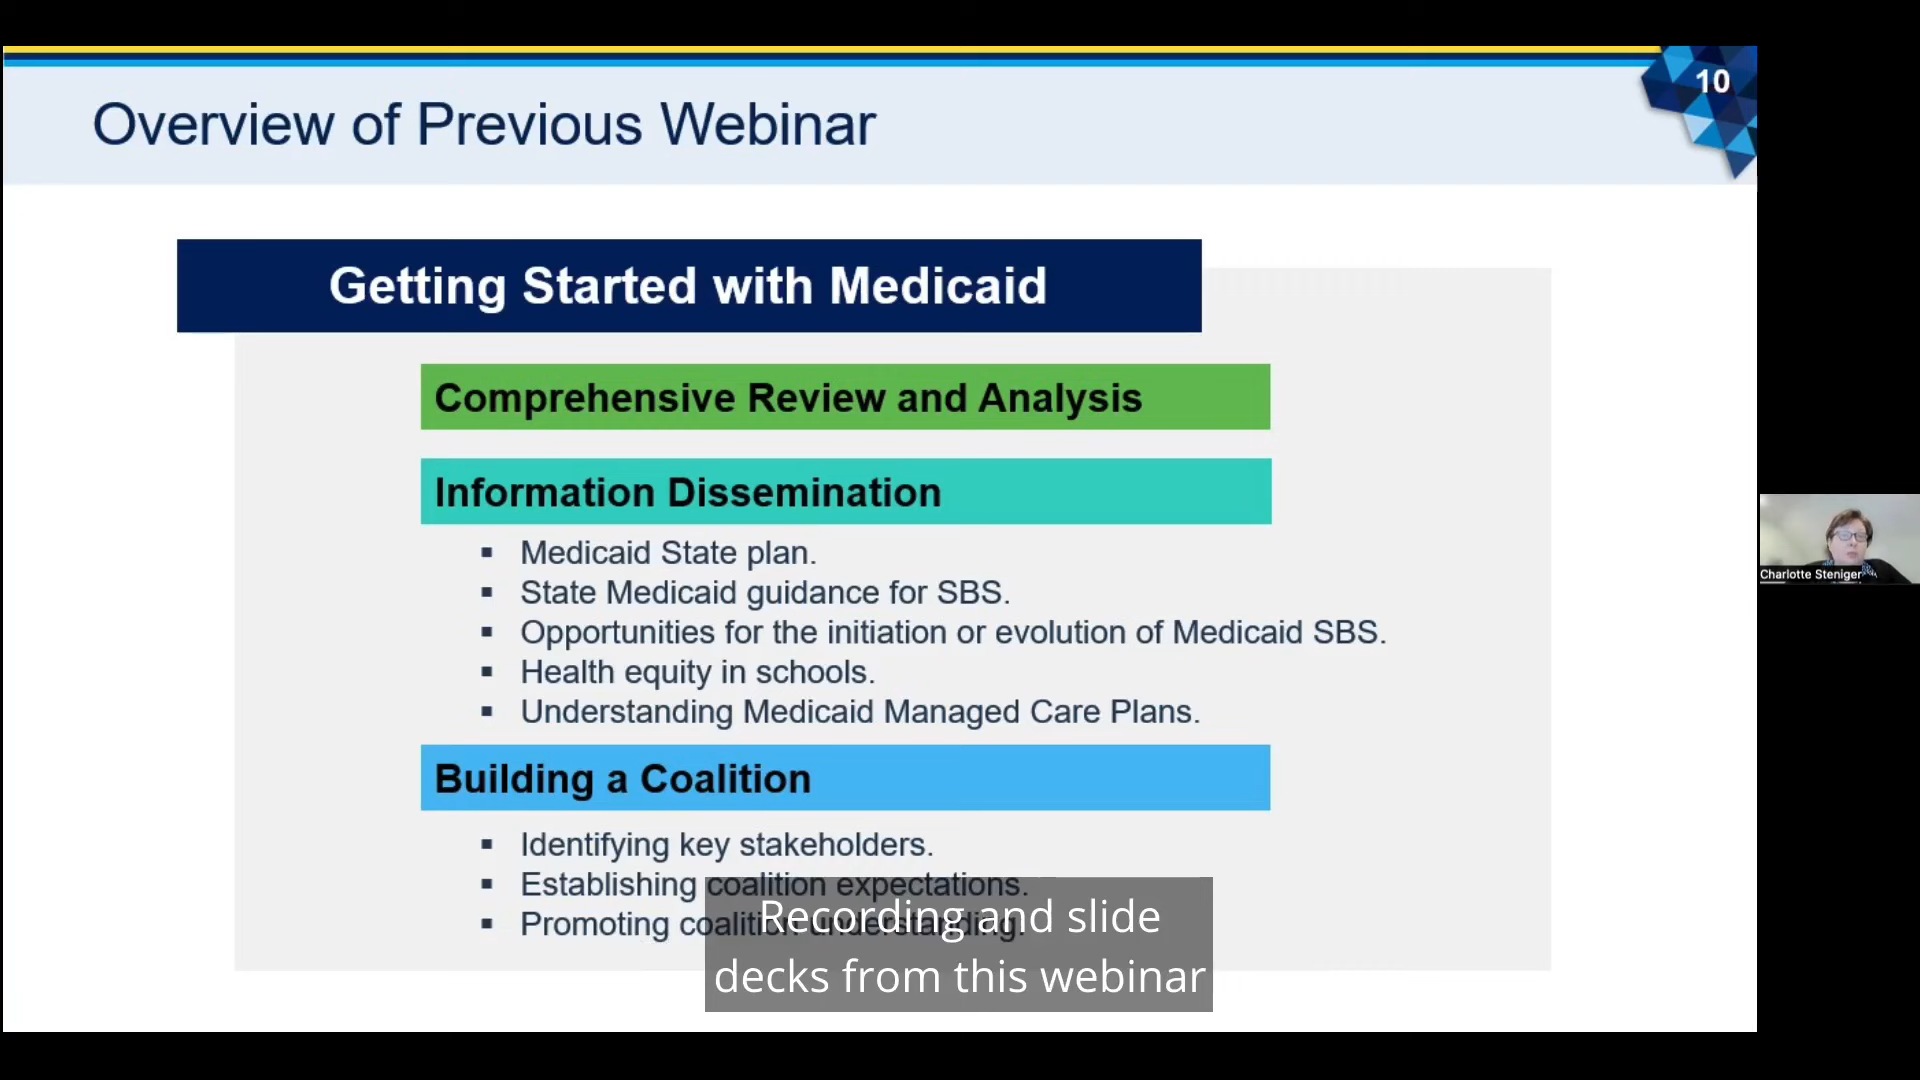 10
Overview of Previous Webinar
Getting Started with Medicaid
Comprehensive Review and Analysis
Information Dissemination
▪ Medicaid State plan.
▪ State Medicaid guidance for SBS.
▪ Opportunities for the initiation or evolution of Medicaid SBS.
▪ Health equity in schools.
▪ Understanding Medicaid Managed Care Plans.
Building a Coalition
▪ Identifying key stakeholders.
▪ Establishing coalition expectations.
▪ Promoting coalition understanding.
Recording and slide
decks from this webinar
Charlotte Steniger